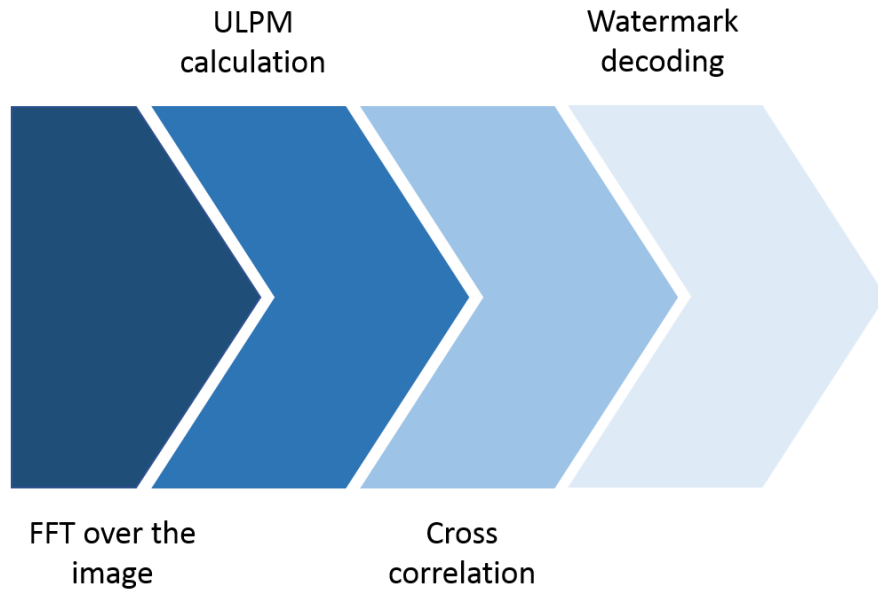 ULPM
calculation
Watermark
decoding
FFT over the
image
Cross
correlation